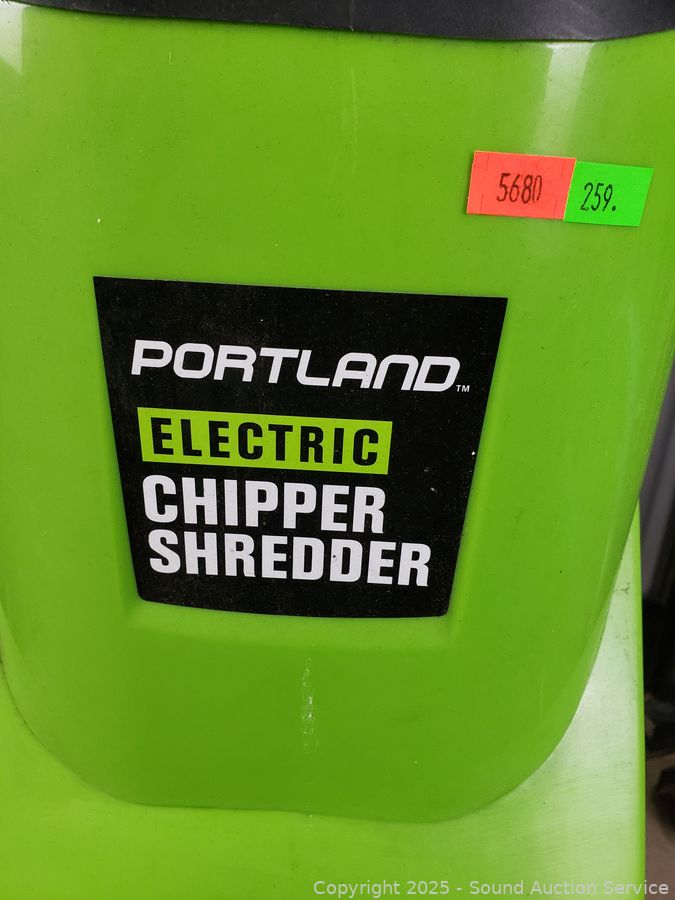 5680 259.
PORTLAND™
ELECTRIC
CHIPPER
SHREDDER
Copyright 2025 - Sound Auction Service